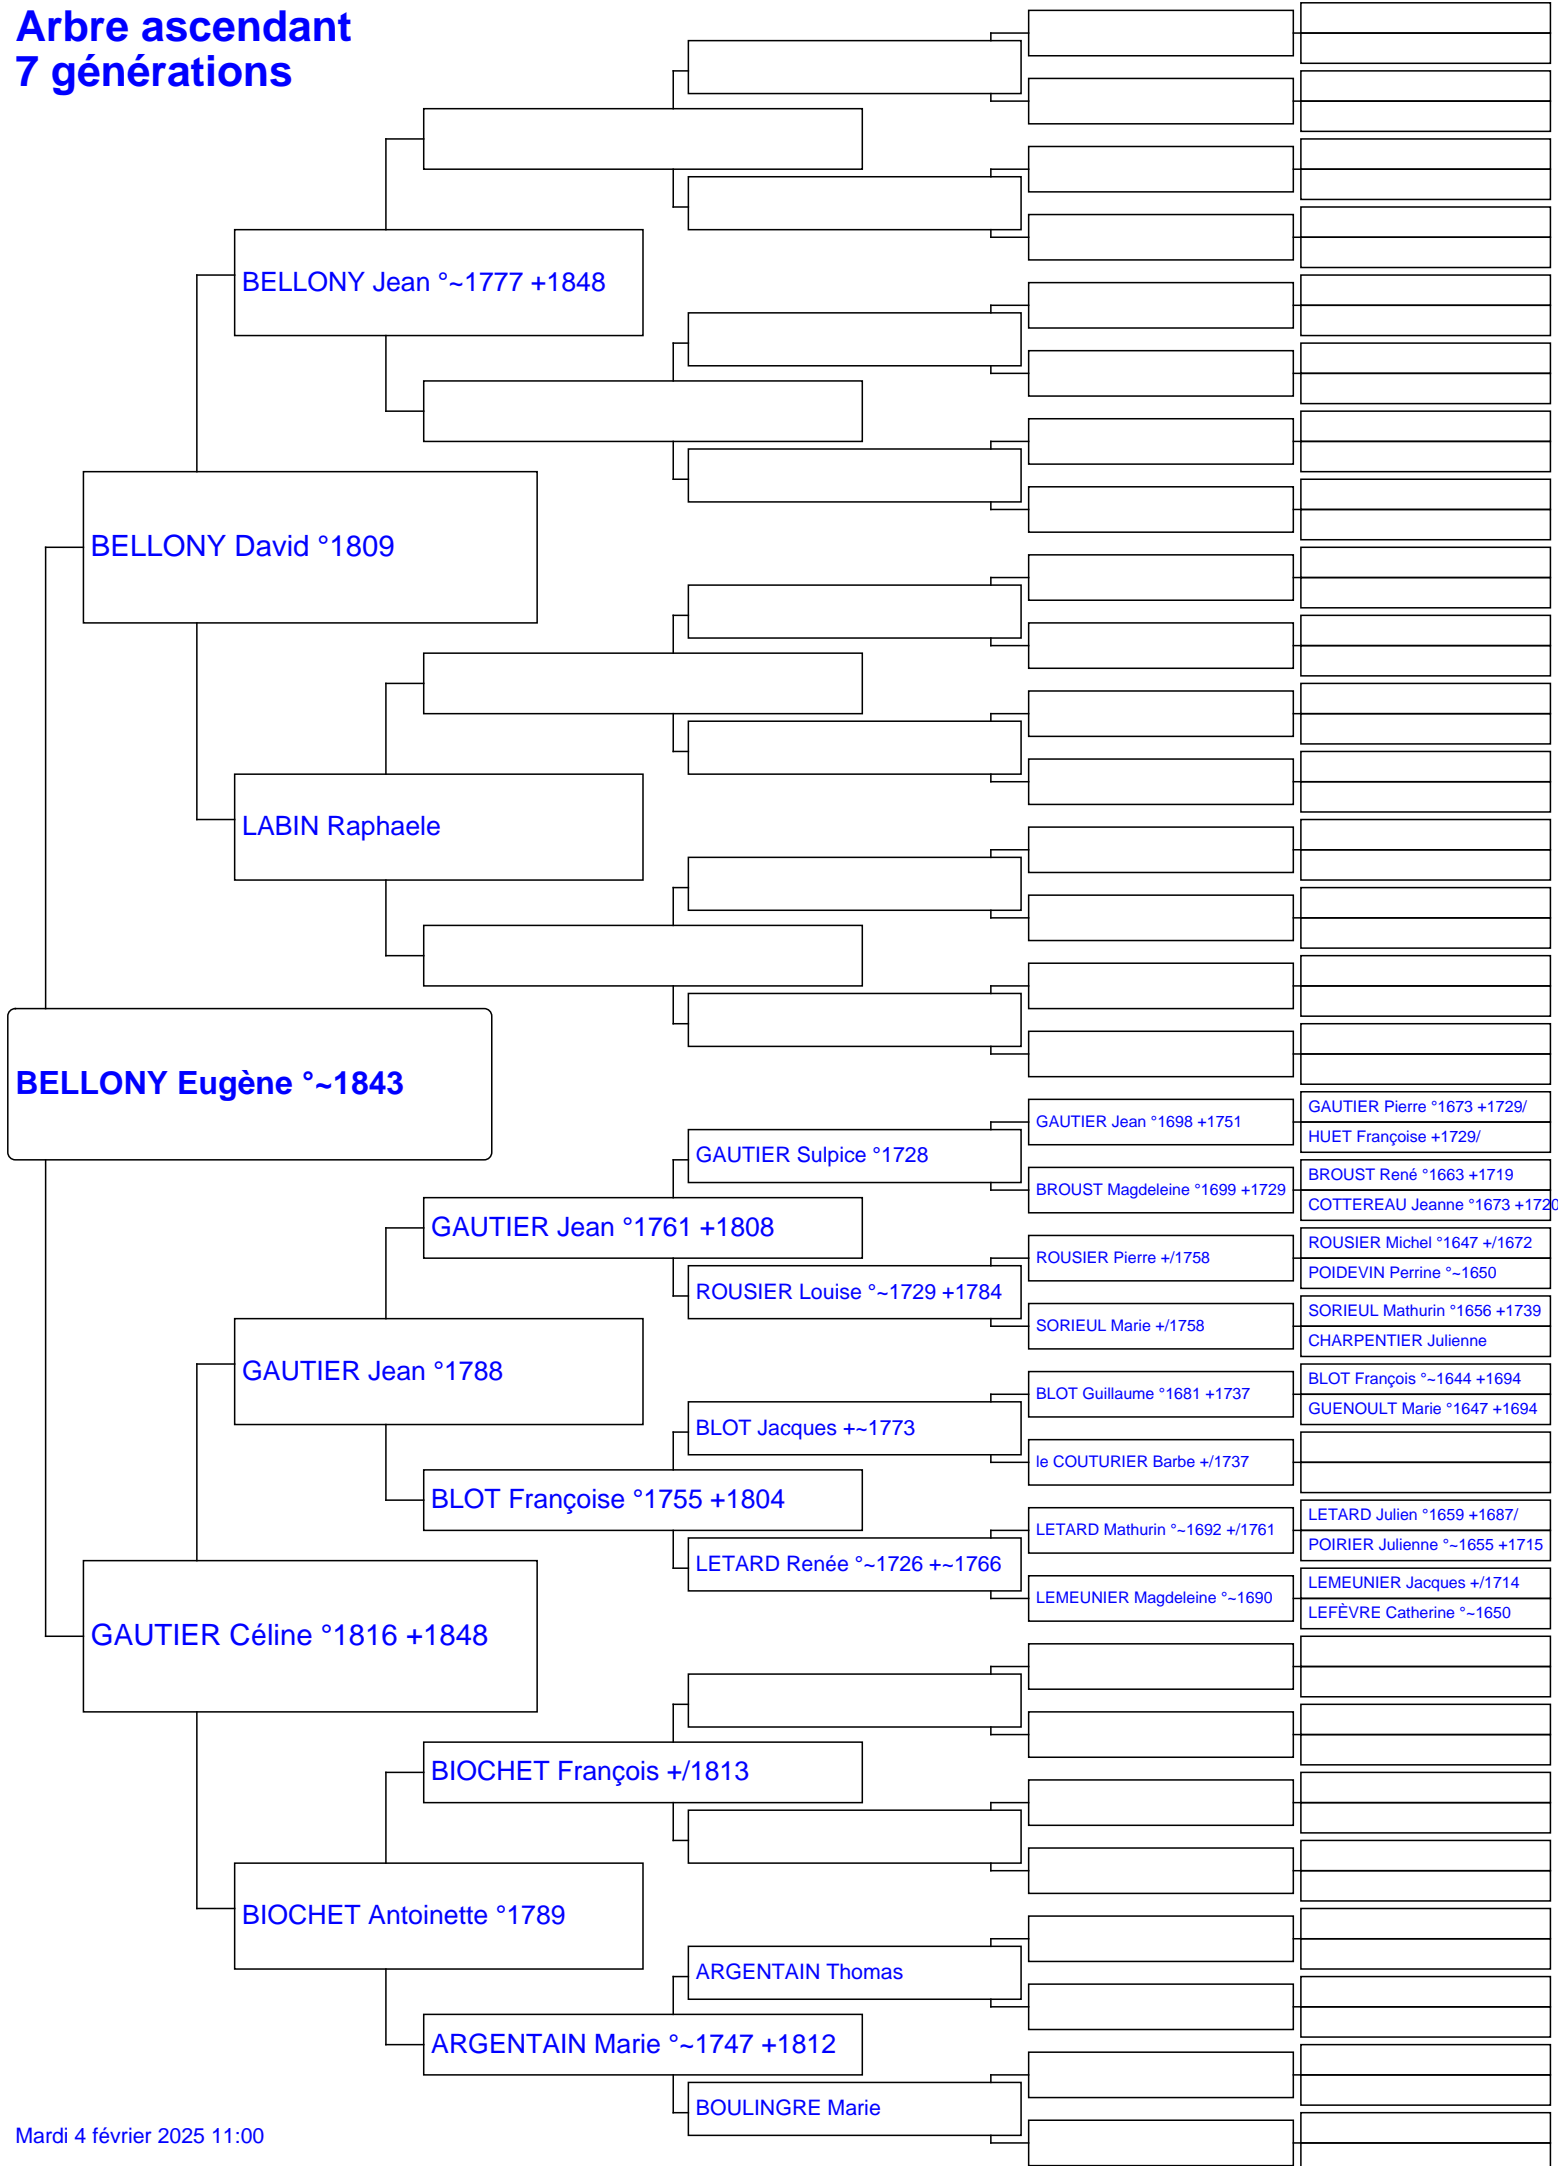 Arbre ascendant
7 générations
BELLONY Jean °~1777 +1848
BELLONY David °1809
LABIN Raphaele
BELLONY Eugène °~1843
GAUTIER Pierre °1673 +1729/
GAUTIER Jean °1698 +1751
HUET Françoise +1729/
GAUTIER Sulpice °1728
BROUST René °1663 +1719
BROUST Magdeleine °1699 +1729
COTTEREAU Jeanne °1673 +1720
GAUTIER Jean °1761 +1808
ROUSIER Michel °1647 +/1672
ROUSIER Pierre +/1758
POIDEVIN Perrine °~1650
ROUSIER Louise °~1729 +1784
SORIEUL Mathurin °1656 +1739
SORIEUL Marie +/1758
CHARPENTIER Julienne
GAUTIER Jean °1788
BLOT François °~1644 +1694
BLOT Guillaume °1681 +1737
GUENOULT Marie °1647 +1694
BLOT Jacques +~1773
le COUTURIER Barbe +/1737
BLOT Françoise °1755 +1804
LETARD Julien °1659 +1687/
LETARD Mathurin °~1692 +/1761
POIRIER Julienne °~1655 +1715
LETARD Renée °~1726 +~1766
LEMEUNIER Jacques +/1714
LEMEUNIER Magdeleine °~1690
LEFÈVRE Catherine °~1650
GAUTIER Céline °1816 +1848
BIOCHET François +/1813
BIOCHET Antoinette °1789
ARGENTAIN Thomas
ARGENTAIN Marie °~1747 +1812
BOULINGRE Marie
Mardi 4 février 2025 11:00